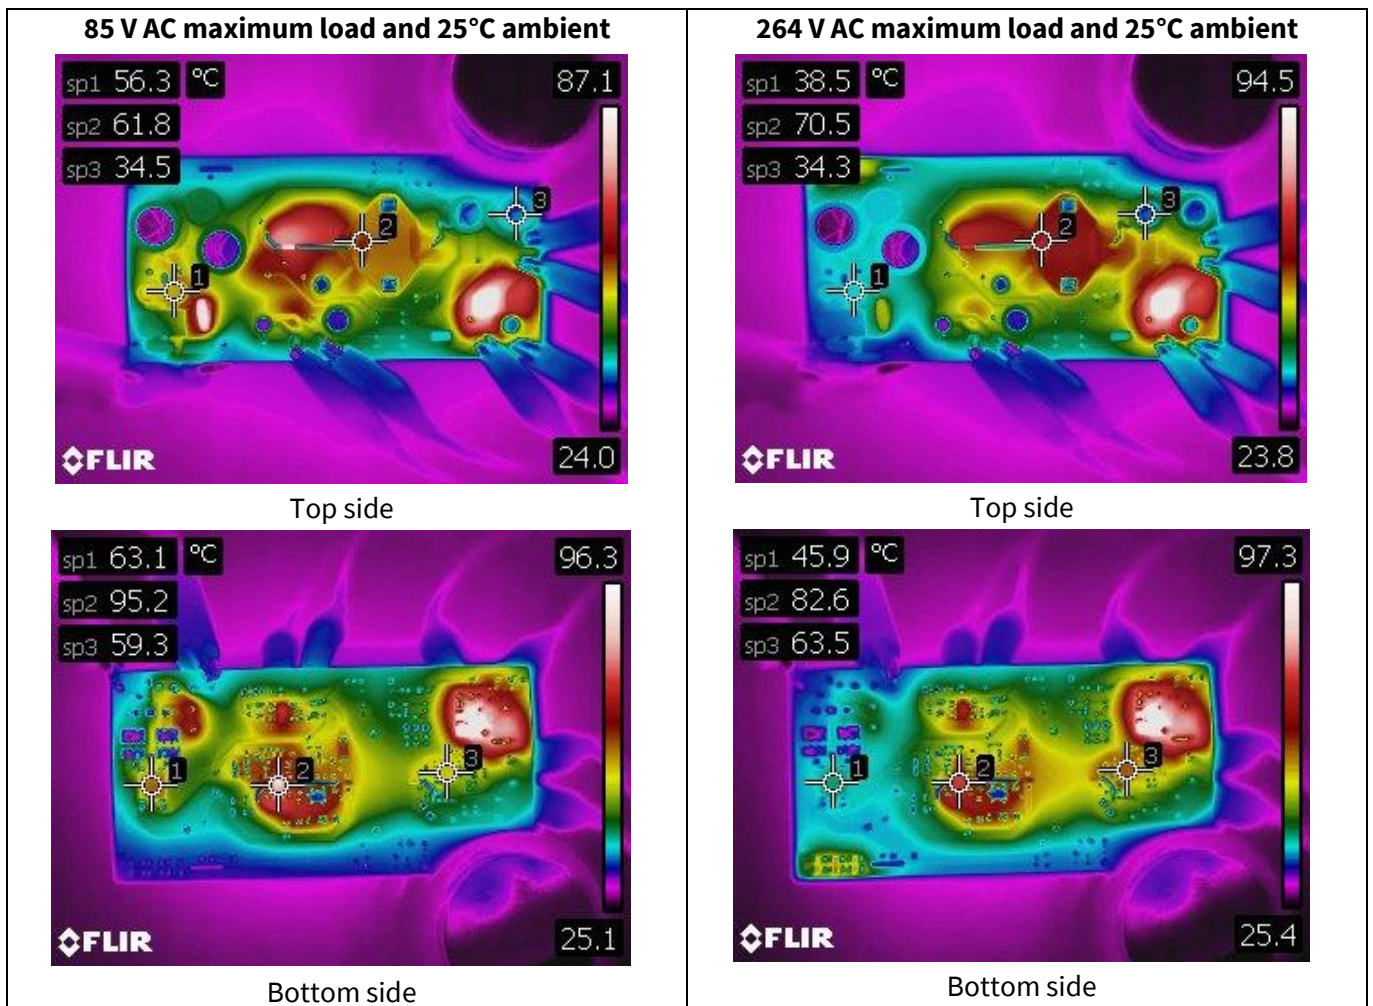 85 V AC maximum load and 25°C ambient
264 V AC maximum load and 25°C ambient
sp1 56.3 °C
87.1
sp2 61.8
sp3 34.5
3
2
1
FLIR
24.0
sp1 38.5 °C
94.5
sp2 70.5
sp3 34.3
3
2
1
FLIR
23.8
Top side
Top side
sp1 63.1 °C
96.3
sp2 95.2
sp3 59.3
3
1
2
FLIR
25.1
sp1 45.9 °C
97.3
sp2 82.6
sp3 63.5
3
1
2
FLIR
25.4
Bottom side
Bottom side